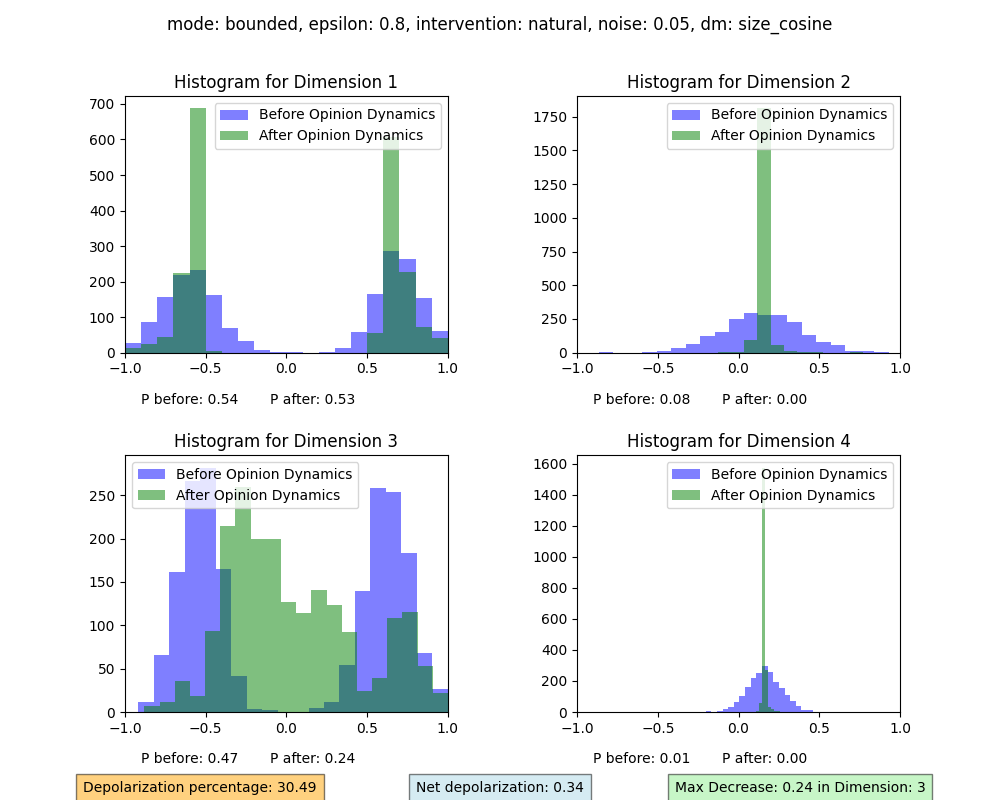 mode: bounded, epsilon: 0.8, intervention: natural, noise: 0.05, dm: size_cosine
Histogram for Dimension 1
Before Opinion Dynamics
After Opinion Dynamics
700
600
500
400
300
200
100
0
−1.0 −0.5 0.0 0.5 1.0
P before: 0.54 P after: 0.53
Histogram for Dimension 2
Before Opinion Dynamics
After Opinion Dynamics
1750
1500
1250
1000
750
500
250
0
−1.0 −0.5 0.0 0.5 1.0
P before: 0.08 P after: 0.00
Histogram for Dimension 3
Before Opinion Dynamics
After Opinion Dynamics
250
200
150
100
50
0
−1.0 −0.5 0.0 0.5 1.0
P before: 0.47 P after: 0.24
Histogram for Dimension 4
Before Opinion Dynamics
After Opinion Dynamics
1600
1400
1200
1000
800
600
400
200
0
−1.0 −0.5 0.0 0.5 1.0
P before: 0.01 P after: 0.00
Depolarization percentage: 30.49
Net depolarization: 0.34
Max Decrease: 0.24 in Dimension: 3